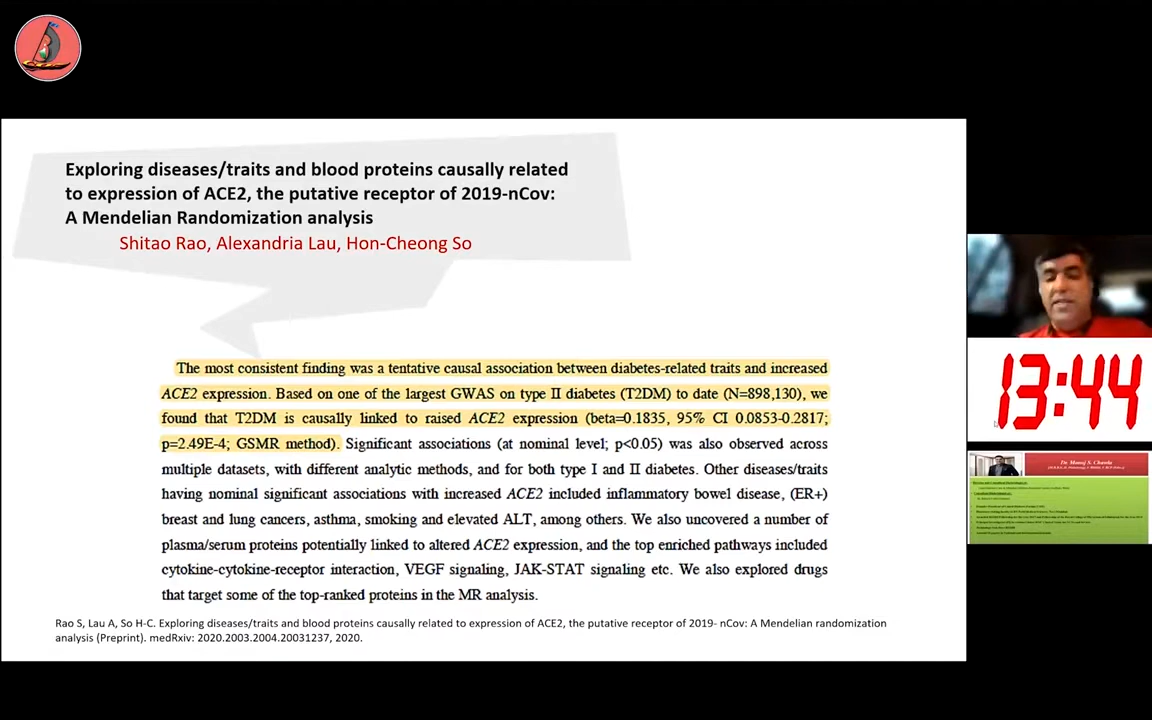 Exploring diseases/traits and blood proteins causally related
to expression of ACE2, the putative receptor of 2019-nCov:
A Mendelian Randomization analysis
Shitao Rao, Alexandria Lau, Hon-Cheong So
The most consistent finding was a tentative causal association between diabetes-related traits and increased
ACE2 expression. Based on one of the largest GWAS on type II diabetes (T2DM) to date (N=898,130), we
found that T2DM is causally linked to raised ACE2 expression (beta=0.1835, 95% CI 0.0853-0.2817;
p=2.49E-4; GSMR method). Significant associations (at nominal level; p<0.05) was also observed across
multiple datasets, with different analytic methods, and for both type I and II diabetes. Other diseases/traits
having nominal significant associations with increased ACE2 included inflammatory bowel disease, (ER+)
breast and lung cancers, asthma, smoking and elevated ALT, among others. We also uncovered a number of
plasma/serum proteins potentially linked to altered ACE2 expression, and the top enriched pathways included
cytokine-cytokine-receptor interaction, VEGF signaling, JAK-STAT signaling etc. We also explored drugs
that target some of the top-ranked proteins in the MR analysis.
Rao S, Lau A, So H-C. Exploring diseases/traits and blood proteins causally related to expression of ACE2, the putative receptor of 2019- nCov: A Mendelian randomization
analysis (Preprint). medRxiv: 2020.2003.2004.20031237, 2020.
13:44
Dr. Manoj S. Chawla